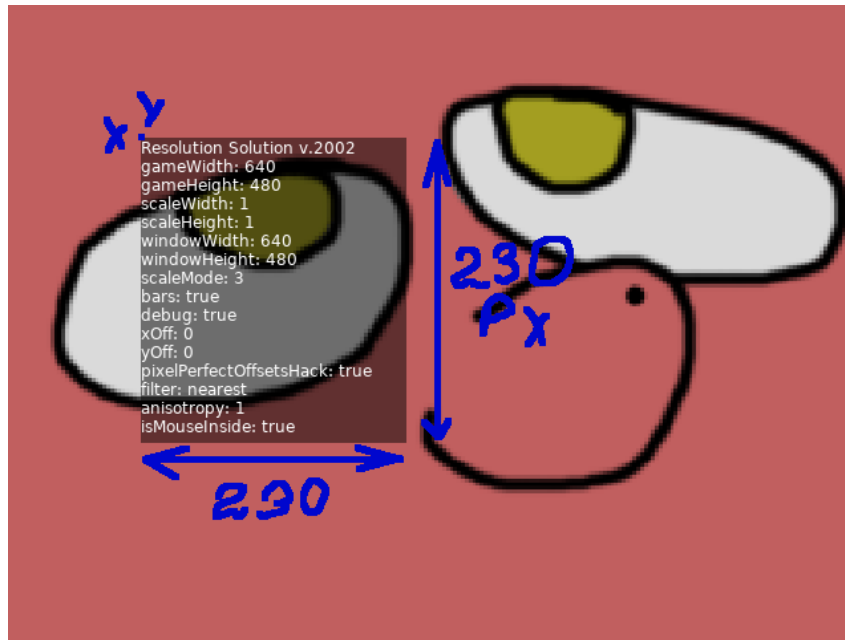 x.y
Resolution Solution v.2002
gameWidth: 640
gameHeight: 480
scaleWidth: 1
scaleHeight: 1
windowWidth: 640
windowHeight: 480
scaleMode: 3
bars: true
debug: true
xOff: 0
yOff: 0
pixelPerfectOffsetsHack: true
filter: nearest
anisotropy: 1
isMouseInside: true
230
Px
230